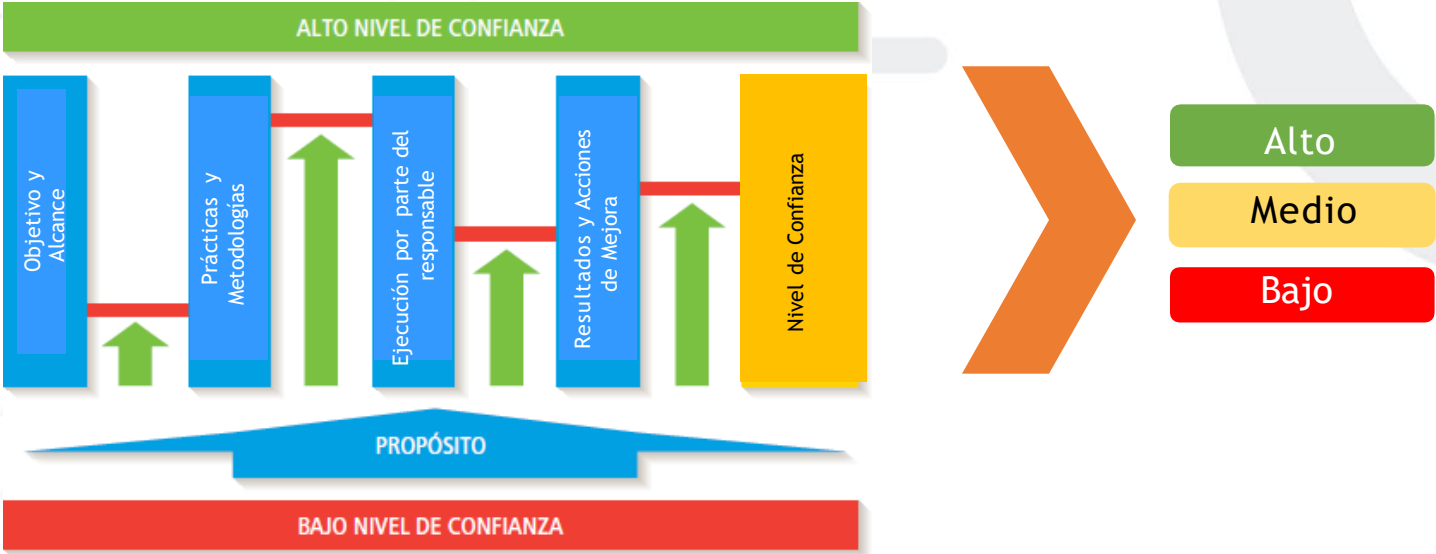 ALTO NIVEL DE CONFIANZA
Objetivo y
Alcance
Prácticas y
Metodologías
Ejecución por parte del
responsable
Resultados y Acciones
de Mejora
Nivel de Confianza
Alto
Medio
Bajo
PROPÓSITO
BAJO NIVEL DE CONFIANZA